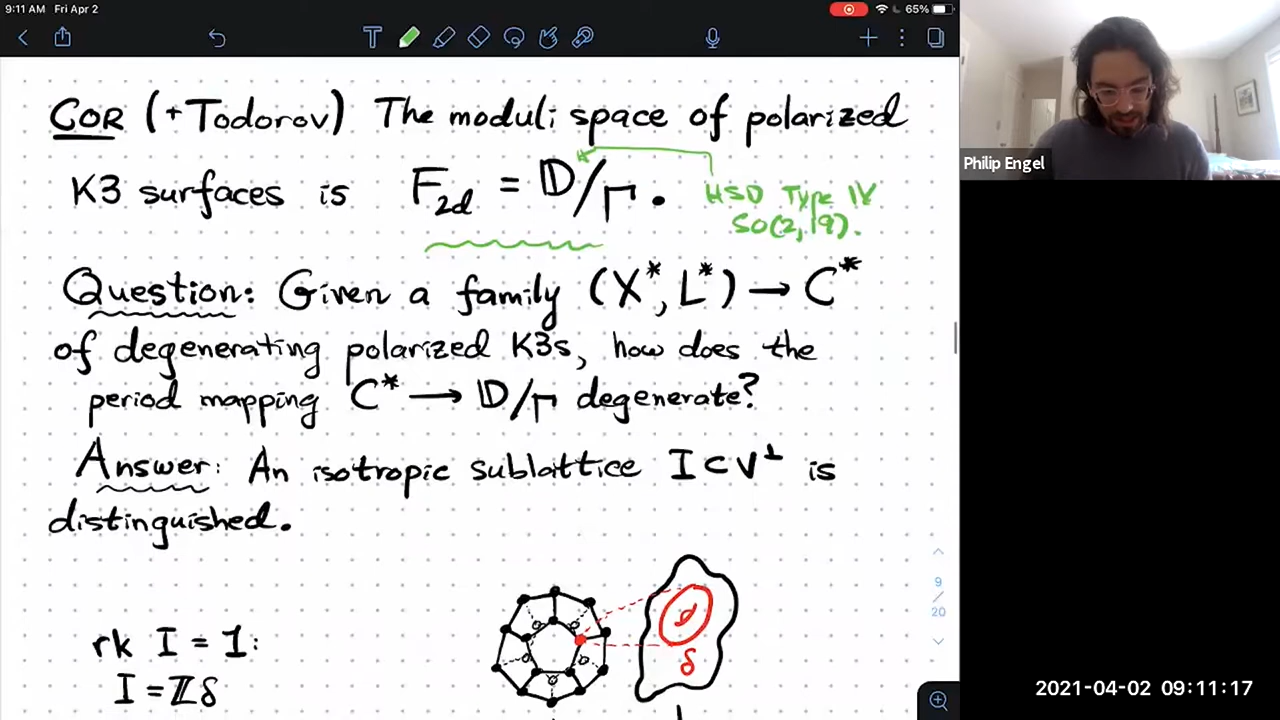 9:11 AM Fri Apr 2
65%
COR (+Todorov) The moduli space of polarized
K3 surfaces is F_{2d} = 𝔻/Γ.
HSD Type IV
SO(2,19).
Question: Given a family (X*, L*) → C*
of degenerating polarized K3s, how does the
period mapping C* → 𝔻/Γ degenerate?
Answer: An isotropic sublattice I ⊂ V^⊥ is
distinguished.
rk I = 1:
I = ℤδ
δ
9
/
20
Philip Engel
2021-04-02 09:11:17